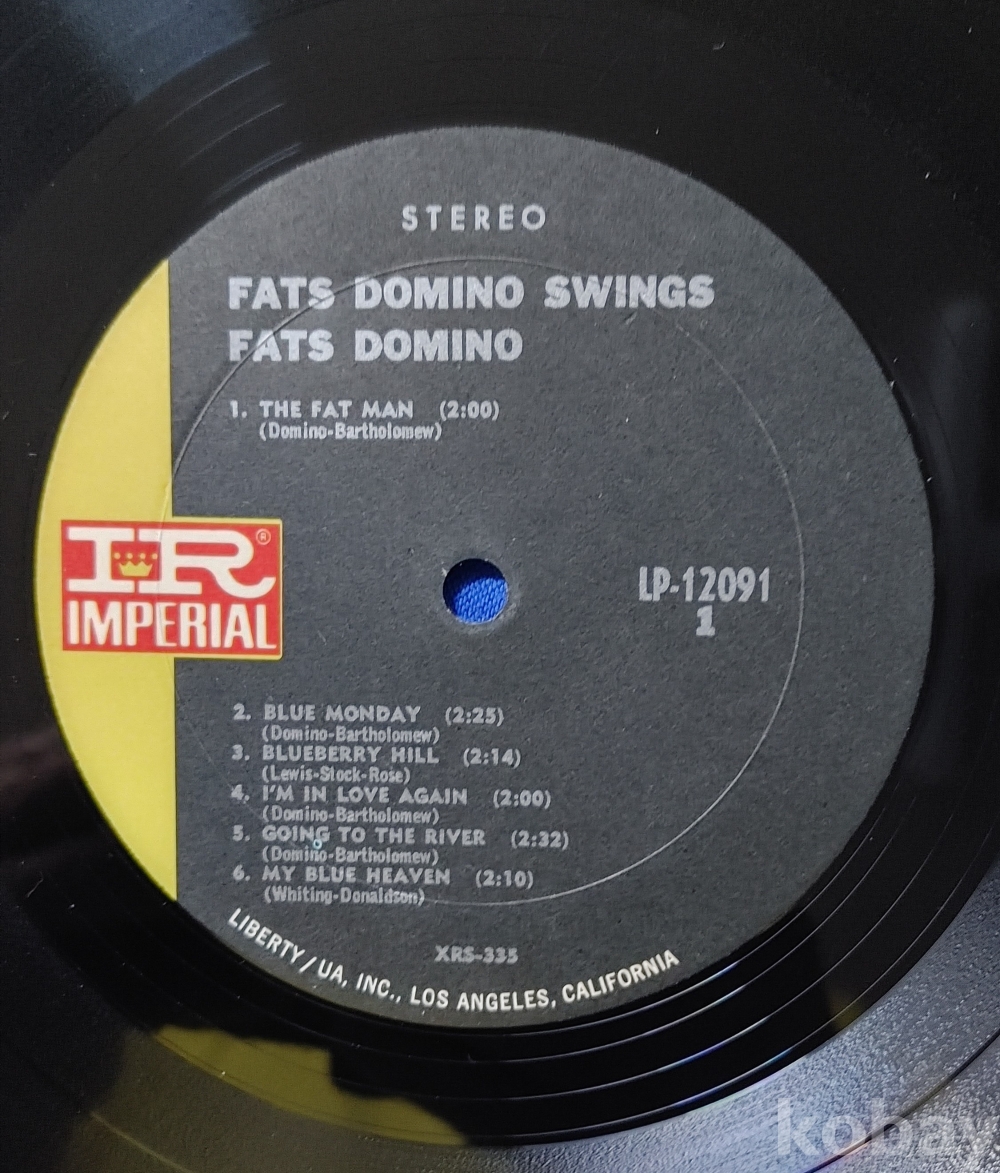 STEREO
FATS DOMINO SWINGS
FATS DOMINO
1. THE FAT MAN (2:00)
(Domino-Bartholomew)
IR ®
IMPERIAL
LP-12091
1
2. BLUE MONDAY (2:25)
(Domino-Bartholomew)
3. BLUEBERRY HILL (2:14)
(Lewis-Stock-Rose)
4. I'M IN LOVE AGAIN (2:00)
(Domino-Bartholomew)
5. GOING TO THE RIVER (2:32)
(Domino-Bartholomew)
6. MY BLUE HEAVEN (2:10)
(Whiting-Donaldson)
XRS-335
LIBERTY/UA, INC., LOS ANGELES, CALIFORNIA
kobay